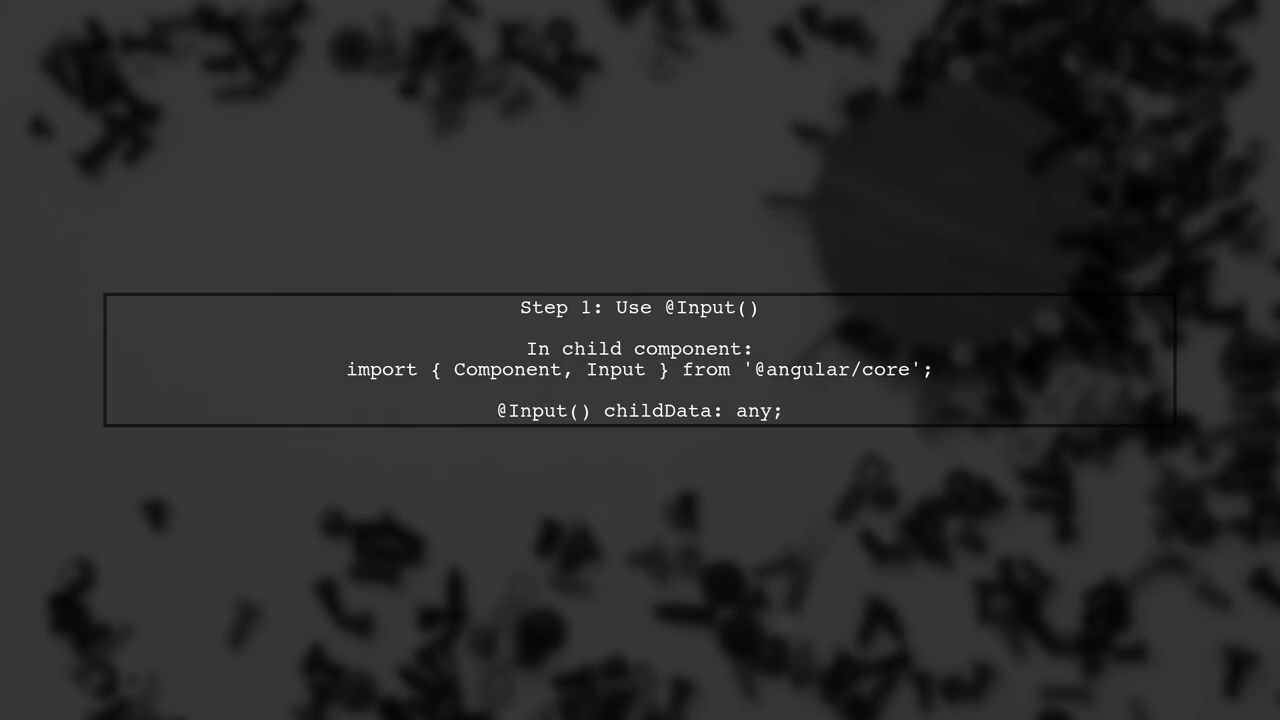 Step 1: Use @Input()
In child component:
import { Component, Input } from '@angular/core';
@Input() childData: any;